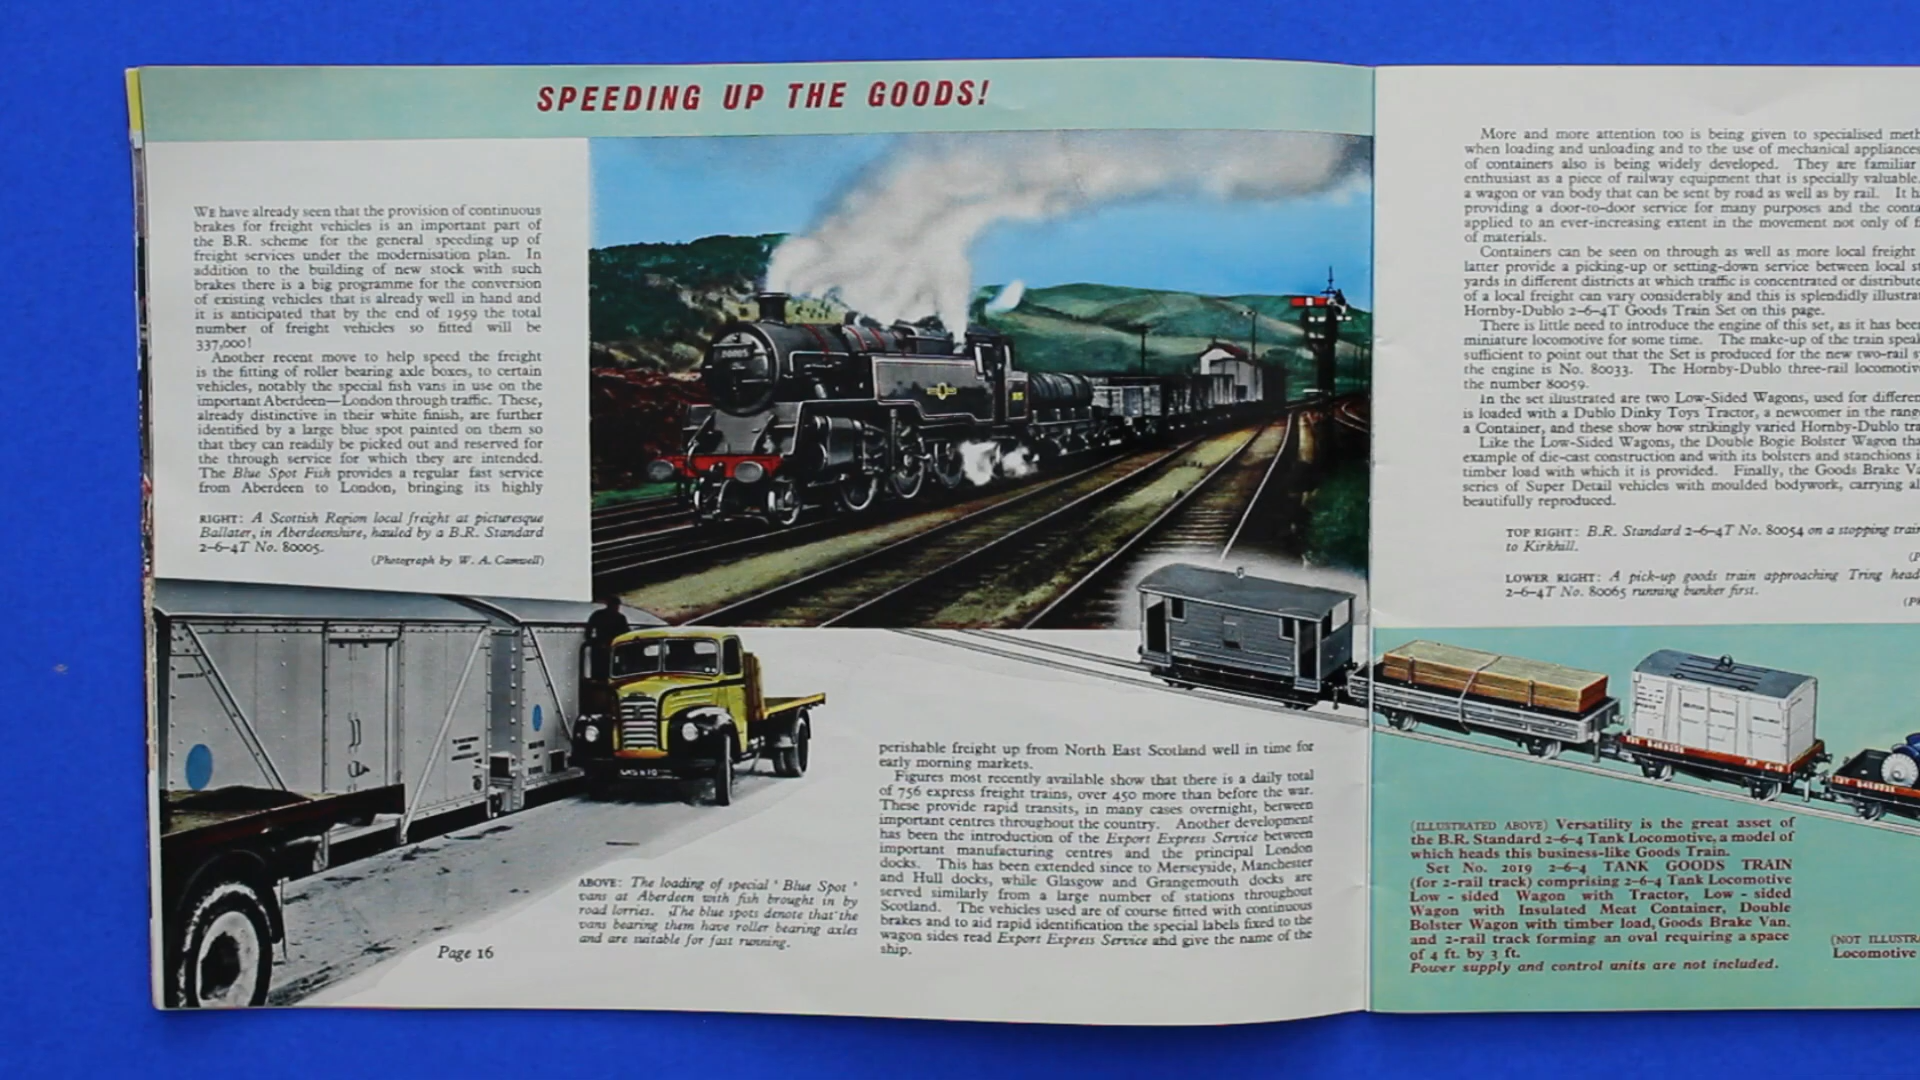 SPEEDING UP THE GOODS!
WE have already seen that the provision of continuous
brakes for freight vehicles is an important part of
the B.R. scheme for the general speeding up of
freight services under the modernisation plan. In
addition to the building of new stock with such
brakes there is a big programme for the conversion
of existing vehicles that is already well in hand and
it is anticipated that by the end of 1959 the total
number of freight vehicles so fitted will be
337,000!
Another recent move to help speed the freight
is the fitting of roller bearing axle boxes, to certain
vehicles, notably the special fish vans in use on the
important Aberdeen—London through traffic. These,
already distinctive in their white finish, are further
identified by a large blue spot painted on them so
that they can readily be picked out and reserved for
the through service for which they are intended.
The Blue Spot Fish provides a regular fast service
from Aberdeen to London, bringing its highly
RIGHT: A Scottish Region local freight at picturesque
Ballater, in Aberdeenshire, hauled by a B.R. Standard
2-6-4T No. 80005.
(Photograph by W. A. Camwell)
80005
ABOVE: The loading of special ' Blue Spot '
vans at Aberdeen with fish brought in by
road lorries. The blue spots denote that the
vans bearing them have roller bearing axles
and are suitable for fast running.
Page 16
perishable freight up from North East Scotland well in time for
early morning markets.
Figures most recently available show that there is a daily total
of 756 express freight trains, over 450 more than before the war.
These provide rapid transits, in many cases overnight, between
important centres throughout the country. Another development
has been the introduction of the Export Express Service between
important manufacturing centres and the principal London
docks. This has been extended since to Merseyside, Manchester
and Hull docks, while Glasgow and Grangemouth docks are
served similarly from a large number of stations throughout
Scotland. The vehicles used are of course fitted with continuous
brakes and to aid rapid identification the special labels fixed to the
wagon sides read Export Express Service and give the name of the
ship.
More and more attention too is being given to specialised meth
when loading and unloading and to the use of mechanical appliances
of containers also is being widely developed. They are familiar
enthusiast as a piece of railway equipment that is specially valuable.
a wagon or van body that can be sent by road as well as by rail. It h
providing a door-to-door service for many purposes and the conta
applied to an ever-increasing extent in the movement not only of f
of materials.
Containers can be seen on through as well as more local freight
latter provide a picking-up or setting-down service between local st
yards in different districts at which traffic is concentrated or distribute
of a local freight can vary considerably and this is splendidly illustrat
Hornby-Dublo 2-6-4T Goods Train Set on this page.
There is little need to introduce the engine of this set, as it has been
miniature locomotive for some time. The make-up of the train speak
sufficient to point out that the Set is produced for the new two-rail s
the engine is No. 80033. The Hornby-Dublo three-rail locomotive
the number 80059.
In the set illustrated are two Low-Sided Wagons, used for differen
is loaded with a Dublo Dinky Toys Tractor, a newcomer in the rang
a Container, and these show how strikingly varied Hornby-Dublo tra
Like the Low-Sided Wagons, the Double Bogie Bolster Wagon tha
example of die-cast construction and with its bolsters and stanchions i
timber load with which it is provided. Finally, the Goods Brake Va
series of Super Detail vehicles with moulded bodywork, carrying al
beautifully reproduced.
TOP RIGHT: B.R. Standard 2-6-4T No. 80054 on a stopping train
to Kirkhill.
(P
LOWER RIGHT: A pick-up goods train approaching Tring head
2-6-4T No. 80065 running bunker first.
(Ph
(ILLUSTRATED ABOVE) Versatility is the great asset of
the B.R. Standard 2-6-4 Tank Locomotive, a model of
which heads this business-like Goods Train.
Set No. 2019 2-6-4 TANK GOODS TRAIN
(for 2-rail track) comprising 2-6-4 Tank Locomotive
Low - sided Wagon with Tractor, Low - sided
Wagon with Insulated Meat Container, Double
Bolster Wagon with timber load, Goods Brake Van.
and 2-rail track forming an oval requiring a space
of 4 ft. by 3 ft.
Power supply and control units are not included.
(NOT ILLUSTRA
Locomotive